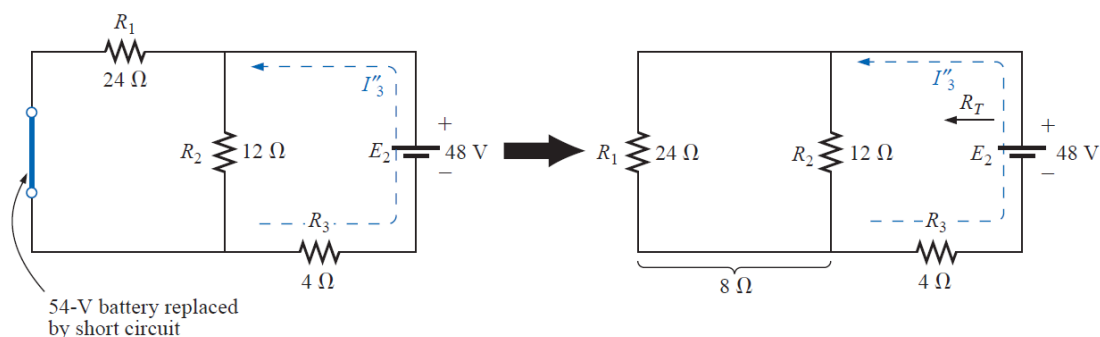 R₁
24 Ω
I″₃
R₂
12 Ω
E₂
+
48 V
−
R₃
4 Ω
54-V battery replaced
by short circuit
I″₃
R_T
R₁
24 Ω
R₂
12 Ω
E₂
+
48 V
−
R₃
8 Ω
4 Ω